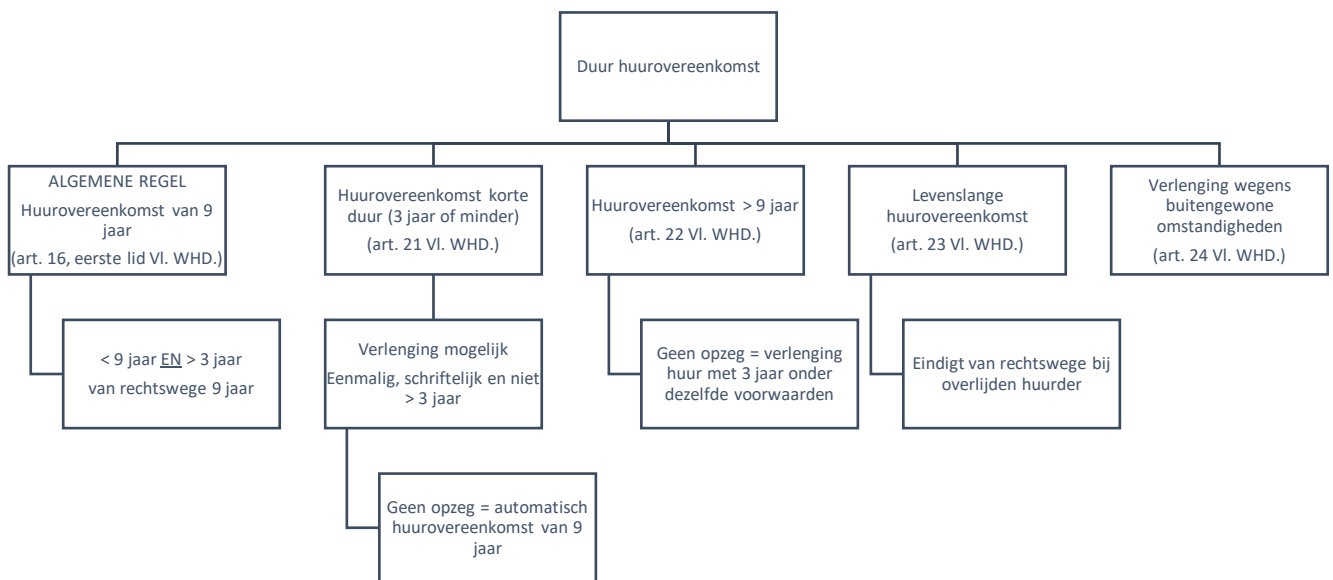 Duur huurovereenkomst
ALGEMENE REGEL
Huurovereenkomst van 9
jaar
(art. 16, eerste lid Vl. WHD.)
< 9 jaar EN > 3 jaar
van rechtswege 9 jaar
Huurovereenkomst korte
duur (3 jaar of minder)
(art. 21 Vl. WHD.)
Verlenging mogelijk
Eenmalig, schriftelijk en niet
> 3 jaar
Geen opzeg = automatisch
huurovereenkomst van 9
jaar
Huurovereenkomst > 9 jaar
(art. 22 Vl. WHD.)
Geen opzeg = verlenging
huur met 3 jaar onder
dezelfde voorwaarden
Levenslange
huurovereenkomst
(art. 23 Vl. WHD.)
Eindigt van rechtswege bij
overlijden huurder
Verlenging wegens
buitengewone
omstandigheden
(art. 24 Vl. WHD.)